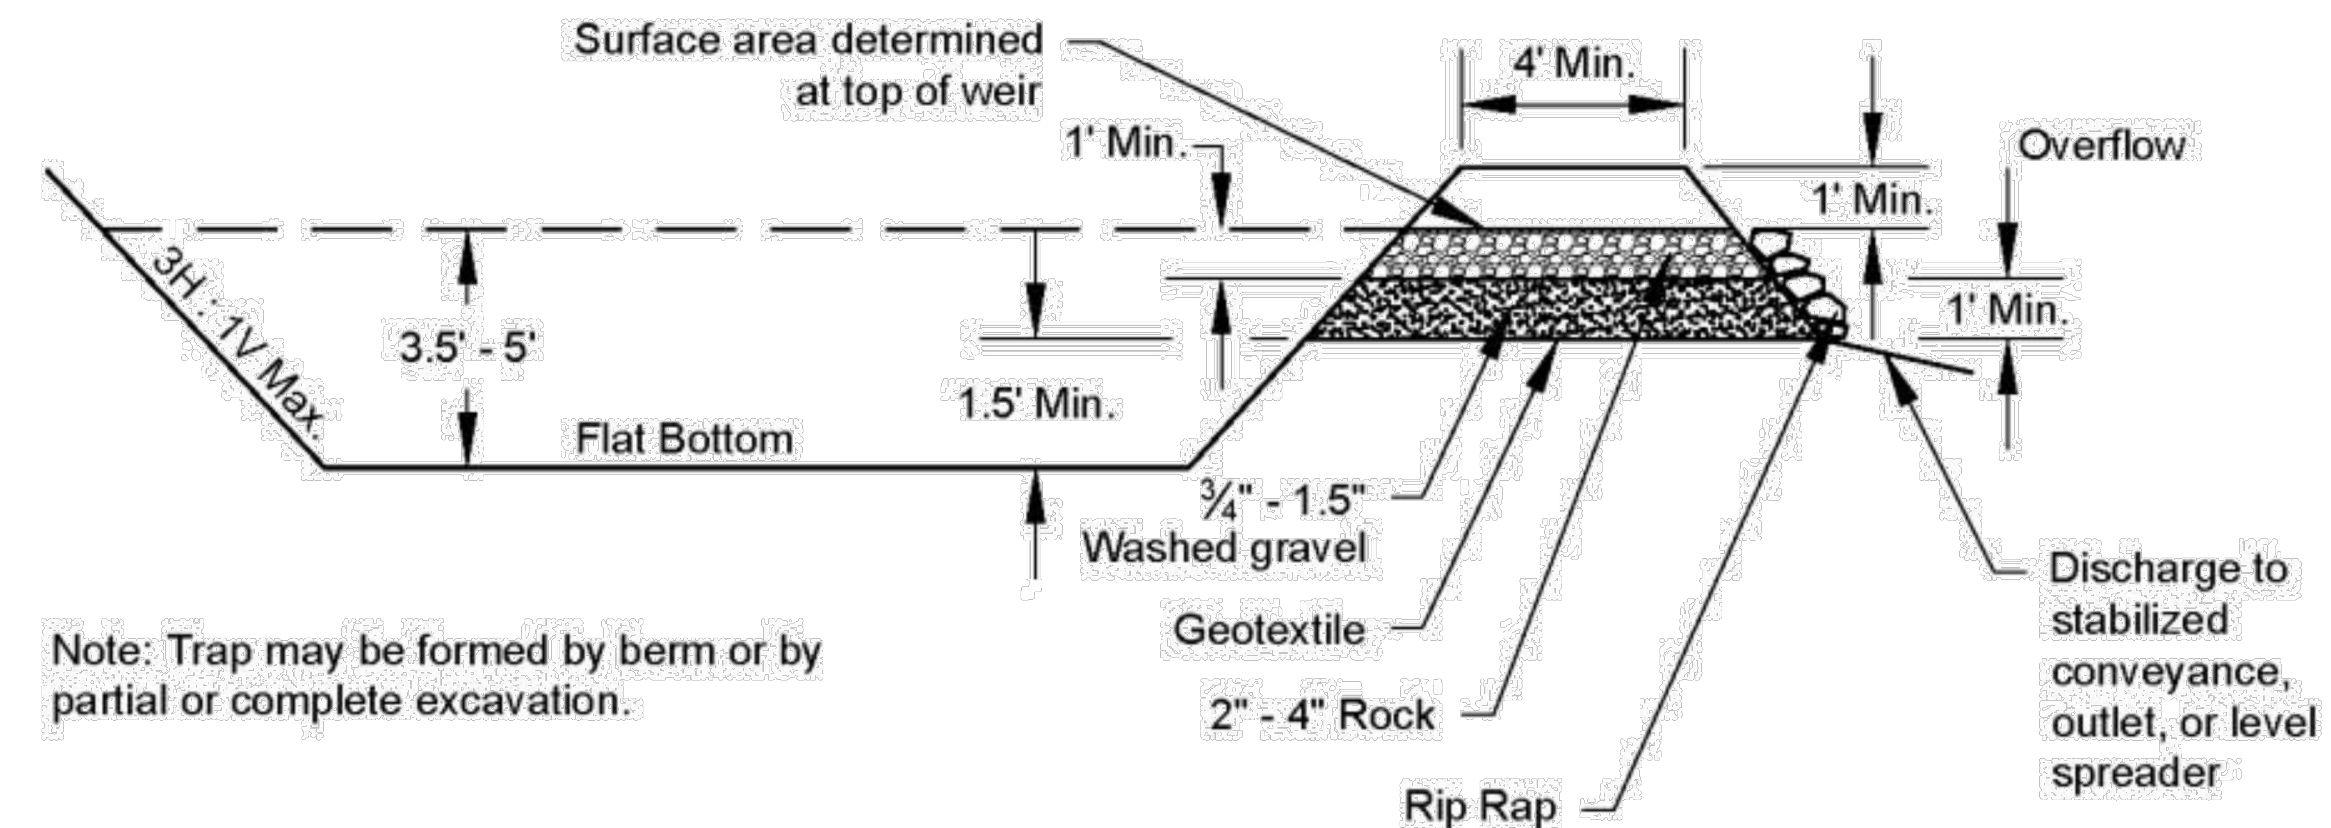 Surface area determined
at top of weir
4' Min.
1' Min.
Overflow
1' Min.
3H : 1V Max.
3.5' - 5'
1' Min.
1.5' Min.
Flat Bottom
¾" - 1.5"
Washed gravel
Geotextile
2" - 4" Rock
Rip Rap
Discharge to
stabilized
conveyance,
outlet, or level
spreader
Note: Trap may be formed by berm or by
partial or complete excavation.